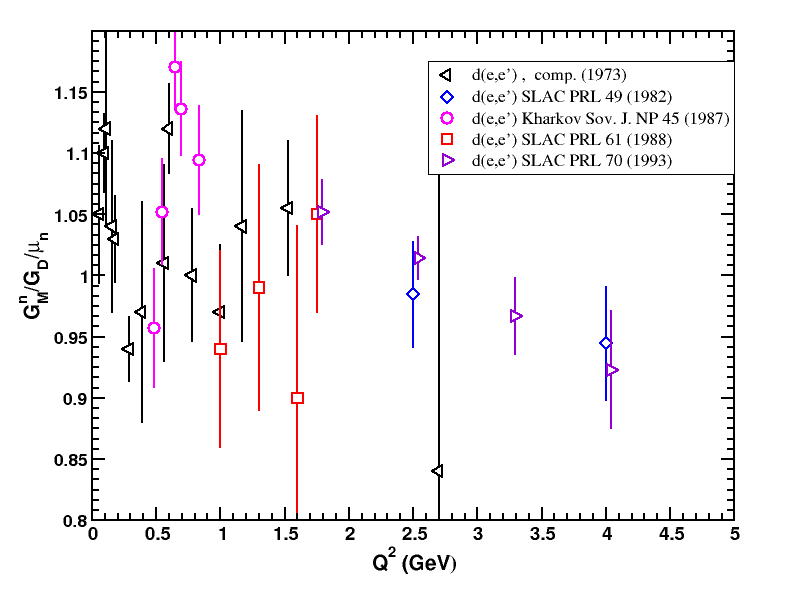 d(e,e') , comp. (1973)
d(e,e') SLAC PRL 49 (1982)
d(e,e') Kharkov Sov. J. NP 45 (1987)
d(e,e') SLAC PRL 61 (1988)
d(e,e') SLAC PRL 70 (1993)
1.15
1.1
1.05
1
0.95
0.9
0.85
0.8
G_M^n/G_D/μ_n
0 0.5 1 1.5 2 2.5 3 3.5 4 4.5 5
Q² (GeV)